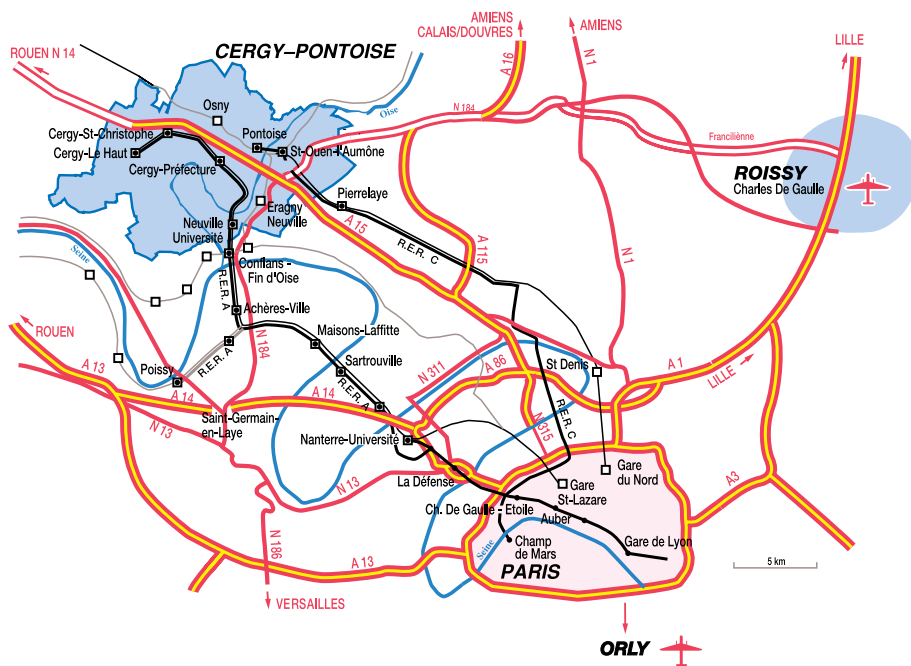 AMIENS
CALAIS/DOUVRES
AMIENS
LILLE
ROUEN N 14
CERGY–PONTOISE
A 16
N 1
Osny
Oise
N 184
Cergy-St-Christophe
Pontoise
Franciliènne
Cergy-Le Haut
St-Ouen-l'Aumône
ROISSY
Charles De Gaulle
Cergy-Préfecture
Pierrelaye
Eragny
Neuville
Neuville
Université
A 15
A 115
Seine
R.E.R. C
N 1
Conflans -
Fin d'Oise
R.E.R. A
Achères-Ville
ROUEN
Maisons-Laffitte
N 184
A 13
R.E.R. A
Sartrouville
N 311
A 86
St Denis
A 1
LILLE
Poissy
A 14
R.E.R. A
A 14
R.E.R. C
Saint-Germain-
en-Laye
N 13
N 315
Nanterre-Université
La Défense
Gare
du Nord
A3
N 13
Gare
St-Lazare
Ch. De Gaulle - Etoile
Auber
N 186
Seine
Champ
de Mars
Gare de Lyon
A 13
PARIS
5 km
VERSAILLES
ORLY